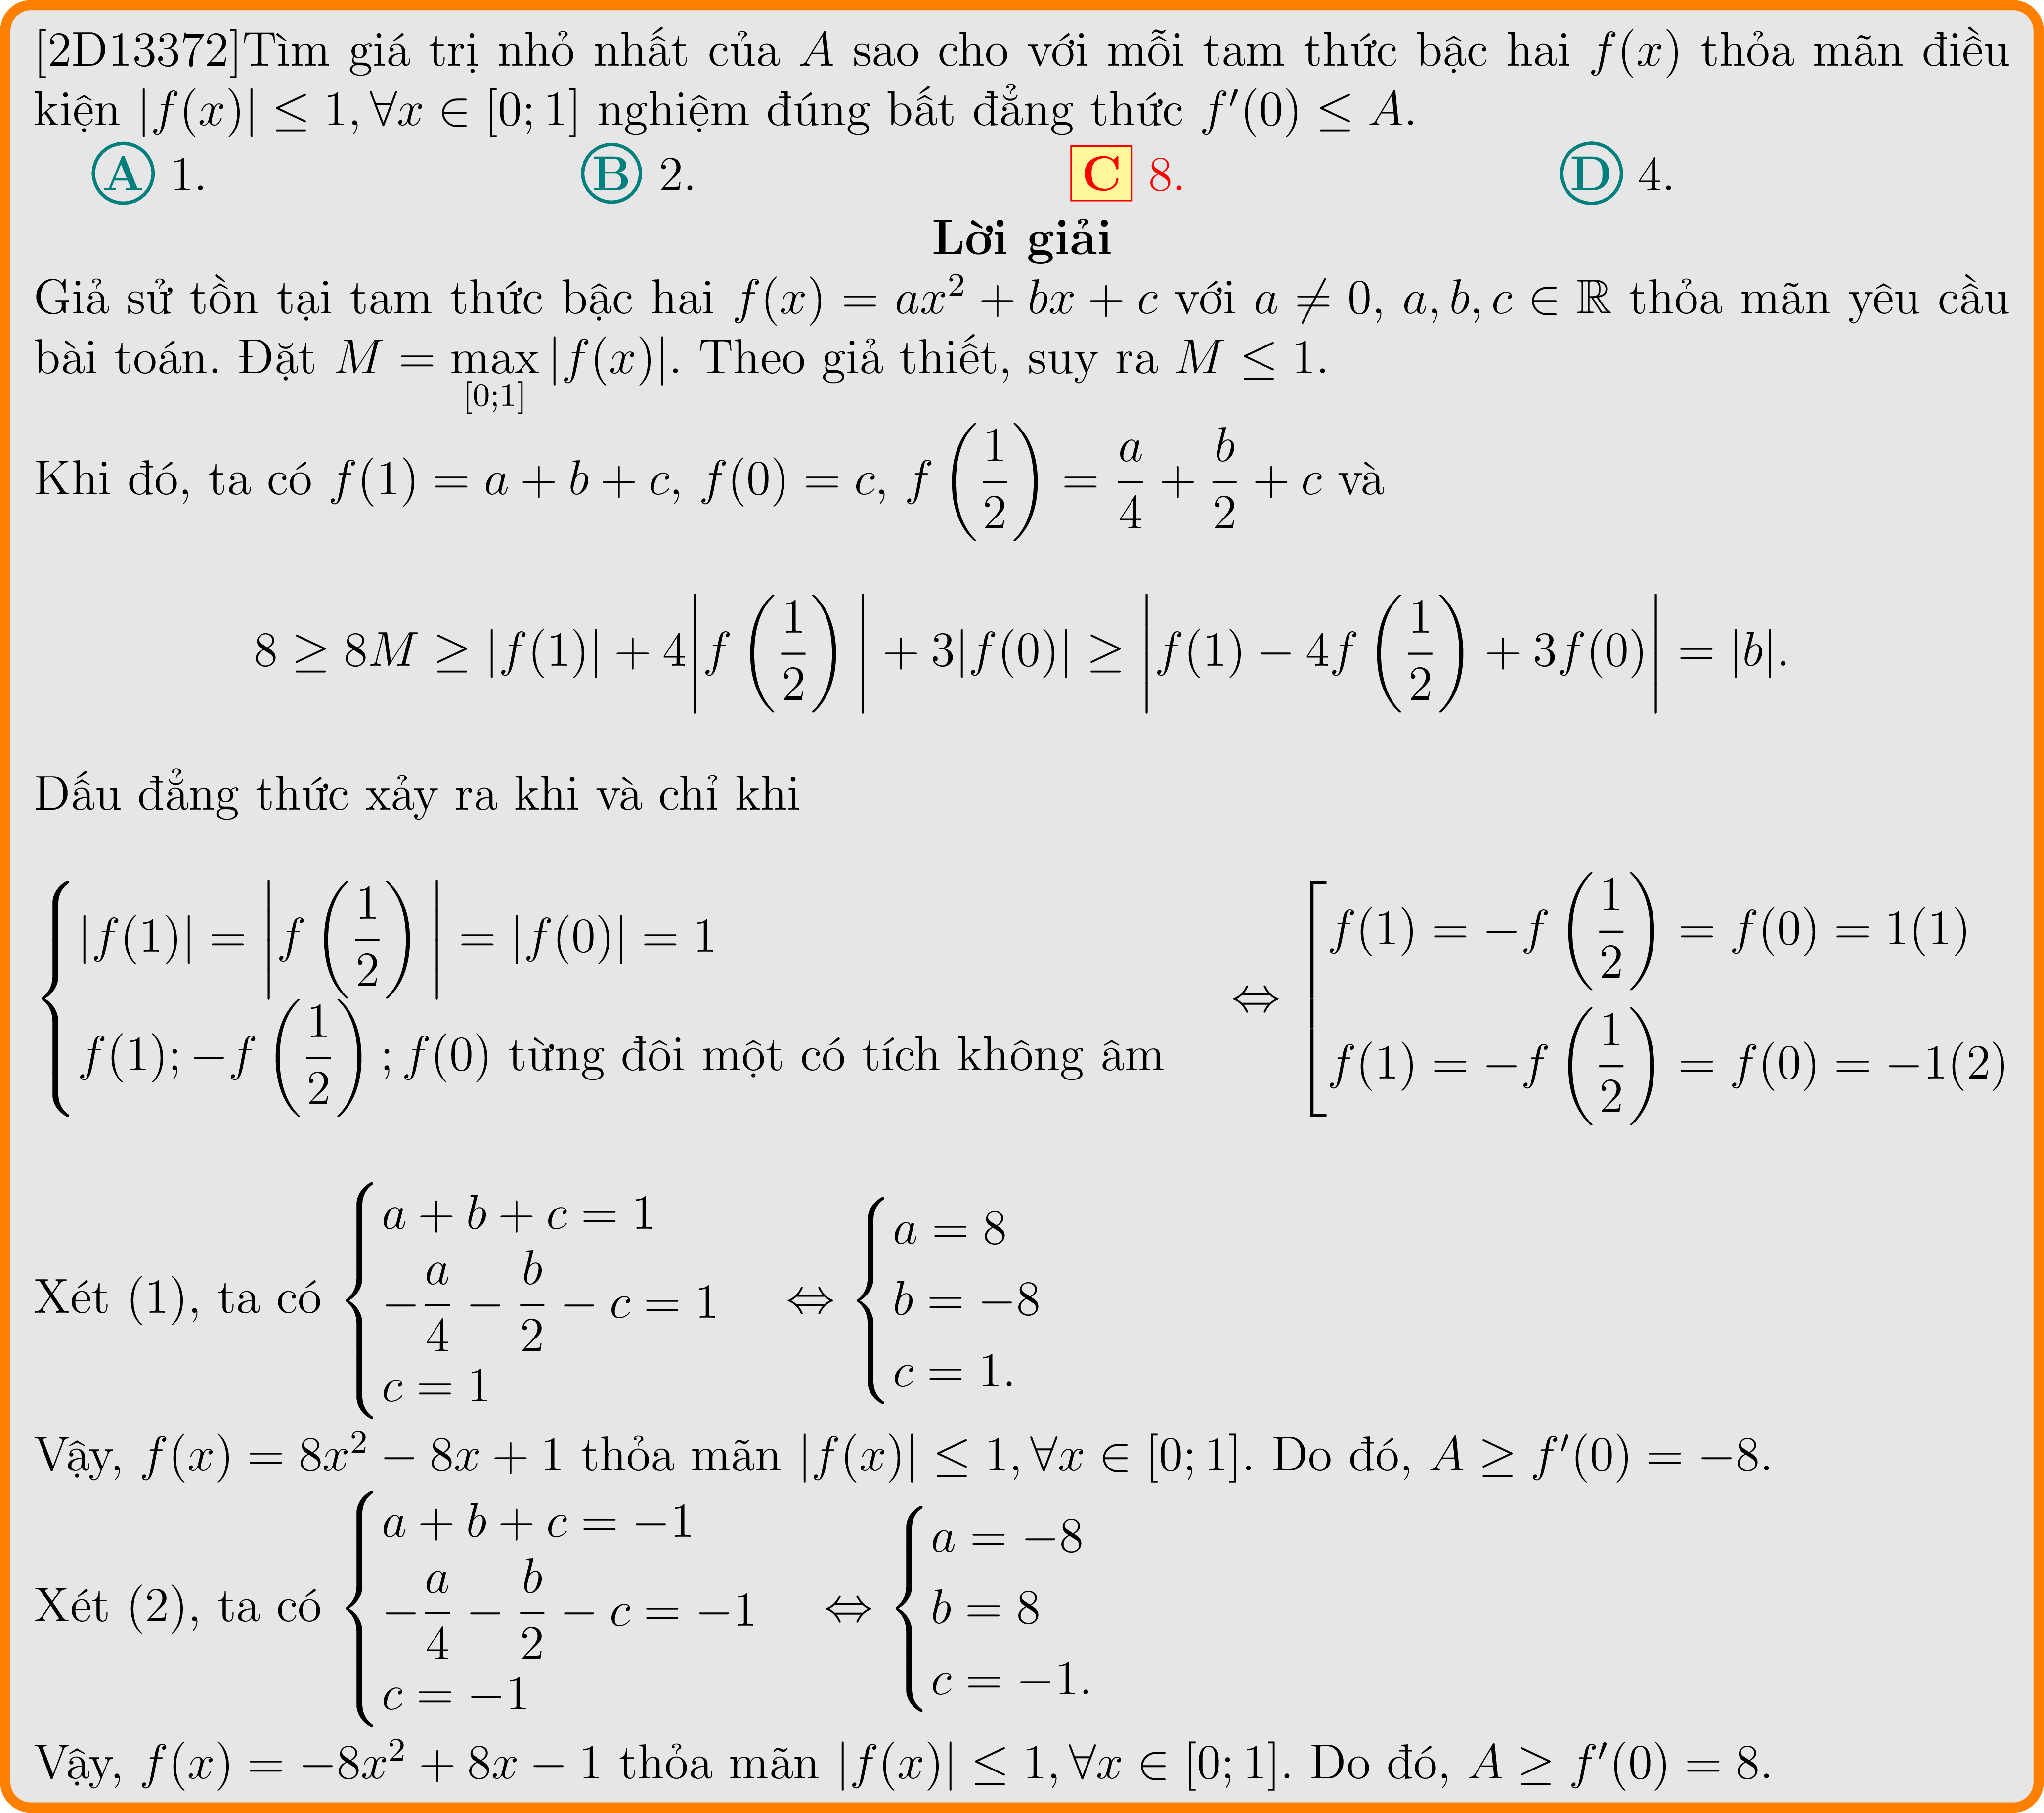 [2D13372]Tìm giá trị nhỏ nhất của $A$ sao cho với mỗi tam thức bậc hai $f(x)$ thỏa mãn điều
kiện $|f(x)| \leq 1, \forall x \in [0;1]$ nghiệm đúng bất đẳng thức $f'(0) \leq A$.
A 1. B 2. C 8. D 4.
Lời giải
Giả sử tồn tại tam thức bậc hai $f(x) = ax^2 + bx + c$ với $a \neq 0$, $a, b, c \in \mathbb{R}$ thỏa mãn yêu cầu
bài toán. Đặt $M = \max_{[0;1]} |f(x)|$. Theo giả thiết, suy ra $M \leq 1$.
Khi đó, ta có $f(1) = a + b + c$, $f(0) = c$, $f\left(\frac{1}{2}\right) = \frac{a}{4} + \frac{b}{2} + c$ và
$8 \geq 8M \geq |f(1)| + 4\left|f\left(\frac{1}{2}\right)\right| + 3|f(0)| \geq \left|f(1) - 4f\left(\frac{1}{2}\right) + 3f(0)\right| = |b|.$
Dấu đẳng thức xảy ra khi và chỉ khi
$\begin{cases} |f(1)| = \left|f\left(\frac{1}{2}\right)\right| = |f(0)| = 1 \\ f(1); -f\left(\frac{1}{2}\right); f(0) \text{ từng đôi một có tích không âm} \end{cases} \Leftrightarrow \left[\begin{array}{l} f(1) = -f\left(\frac{1}{2}\right) = f(0) = 1 (1) \\ f(1) = -f\left(\frac{1}{2}\right) = f(0) = -1 (2) \end{array}\right.$
Xét (1), ta có $\begin{cases} a + b + c = 1 \\ -\frac{a}{4} - \frac{b}{2} - c = 1 \\ c = 1 \end{cases} \Leftrightarrow \begin{cases} a = 8 \\ b = -8 \\ c = 1. \end{cases}$
Vậy, $f(x) = 8x^2 - 8x + 1$ thỏa mãn $|f(x)| \leq 1, \forall x \in [0;1]$. Do đó, $A \geq f'(0) = -8$.
Xét (2), ta có $\begin{cases} a + b + c = -1 \\ -\frac{a}{4} - \frac{b}{2} - c = -1 \\ c = -1 \end{cases} \Leftrightarrow \begin{cases} a = -8 \\ b = 8 \\ c = -1. \end{cases}$
Vậy, $f(x) = -8x^2 + 8x - 1$ thỏa mãn $|f(x)| \leq 1, \forall x \in [0;1]$. Do đó, $A \geq f'(0) = 8$.